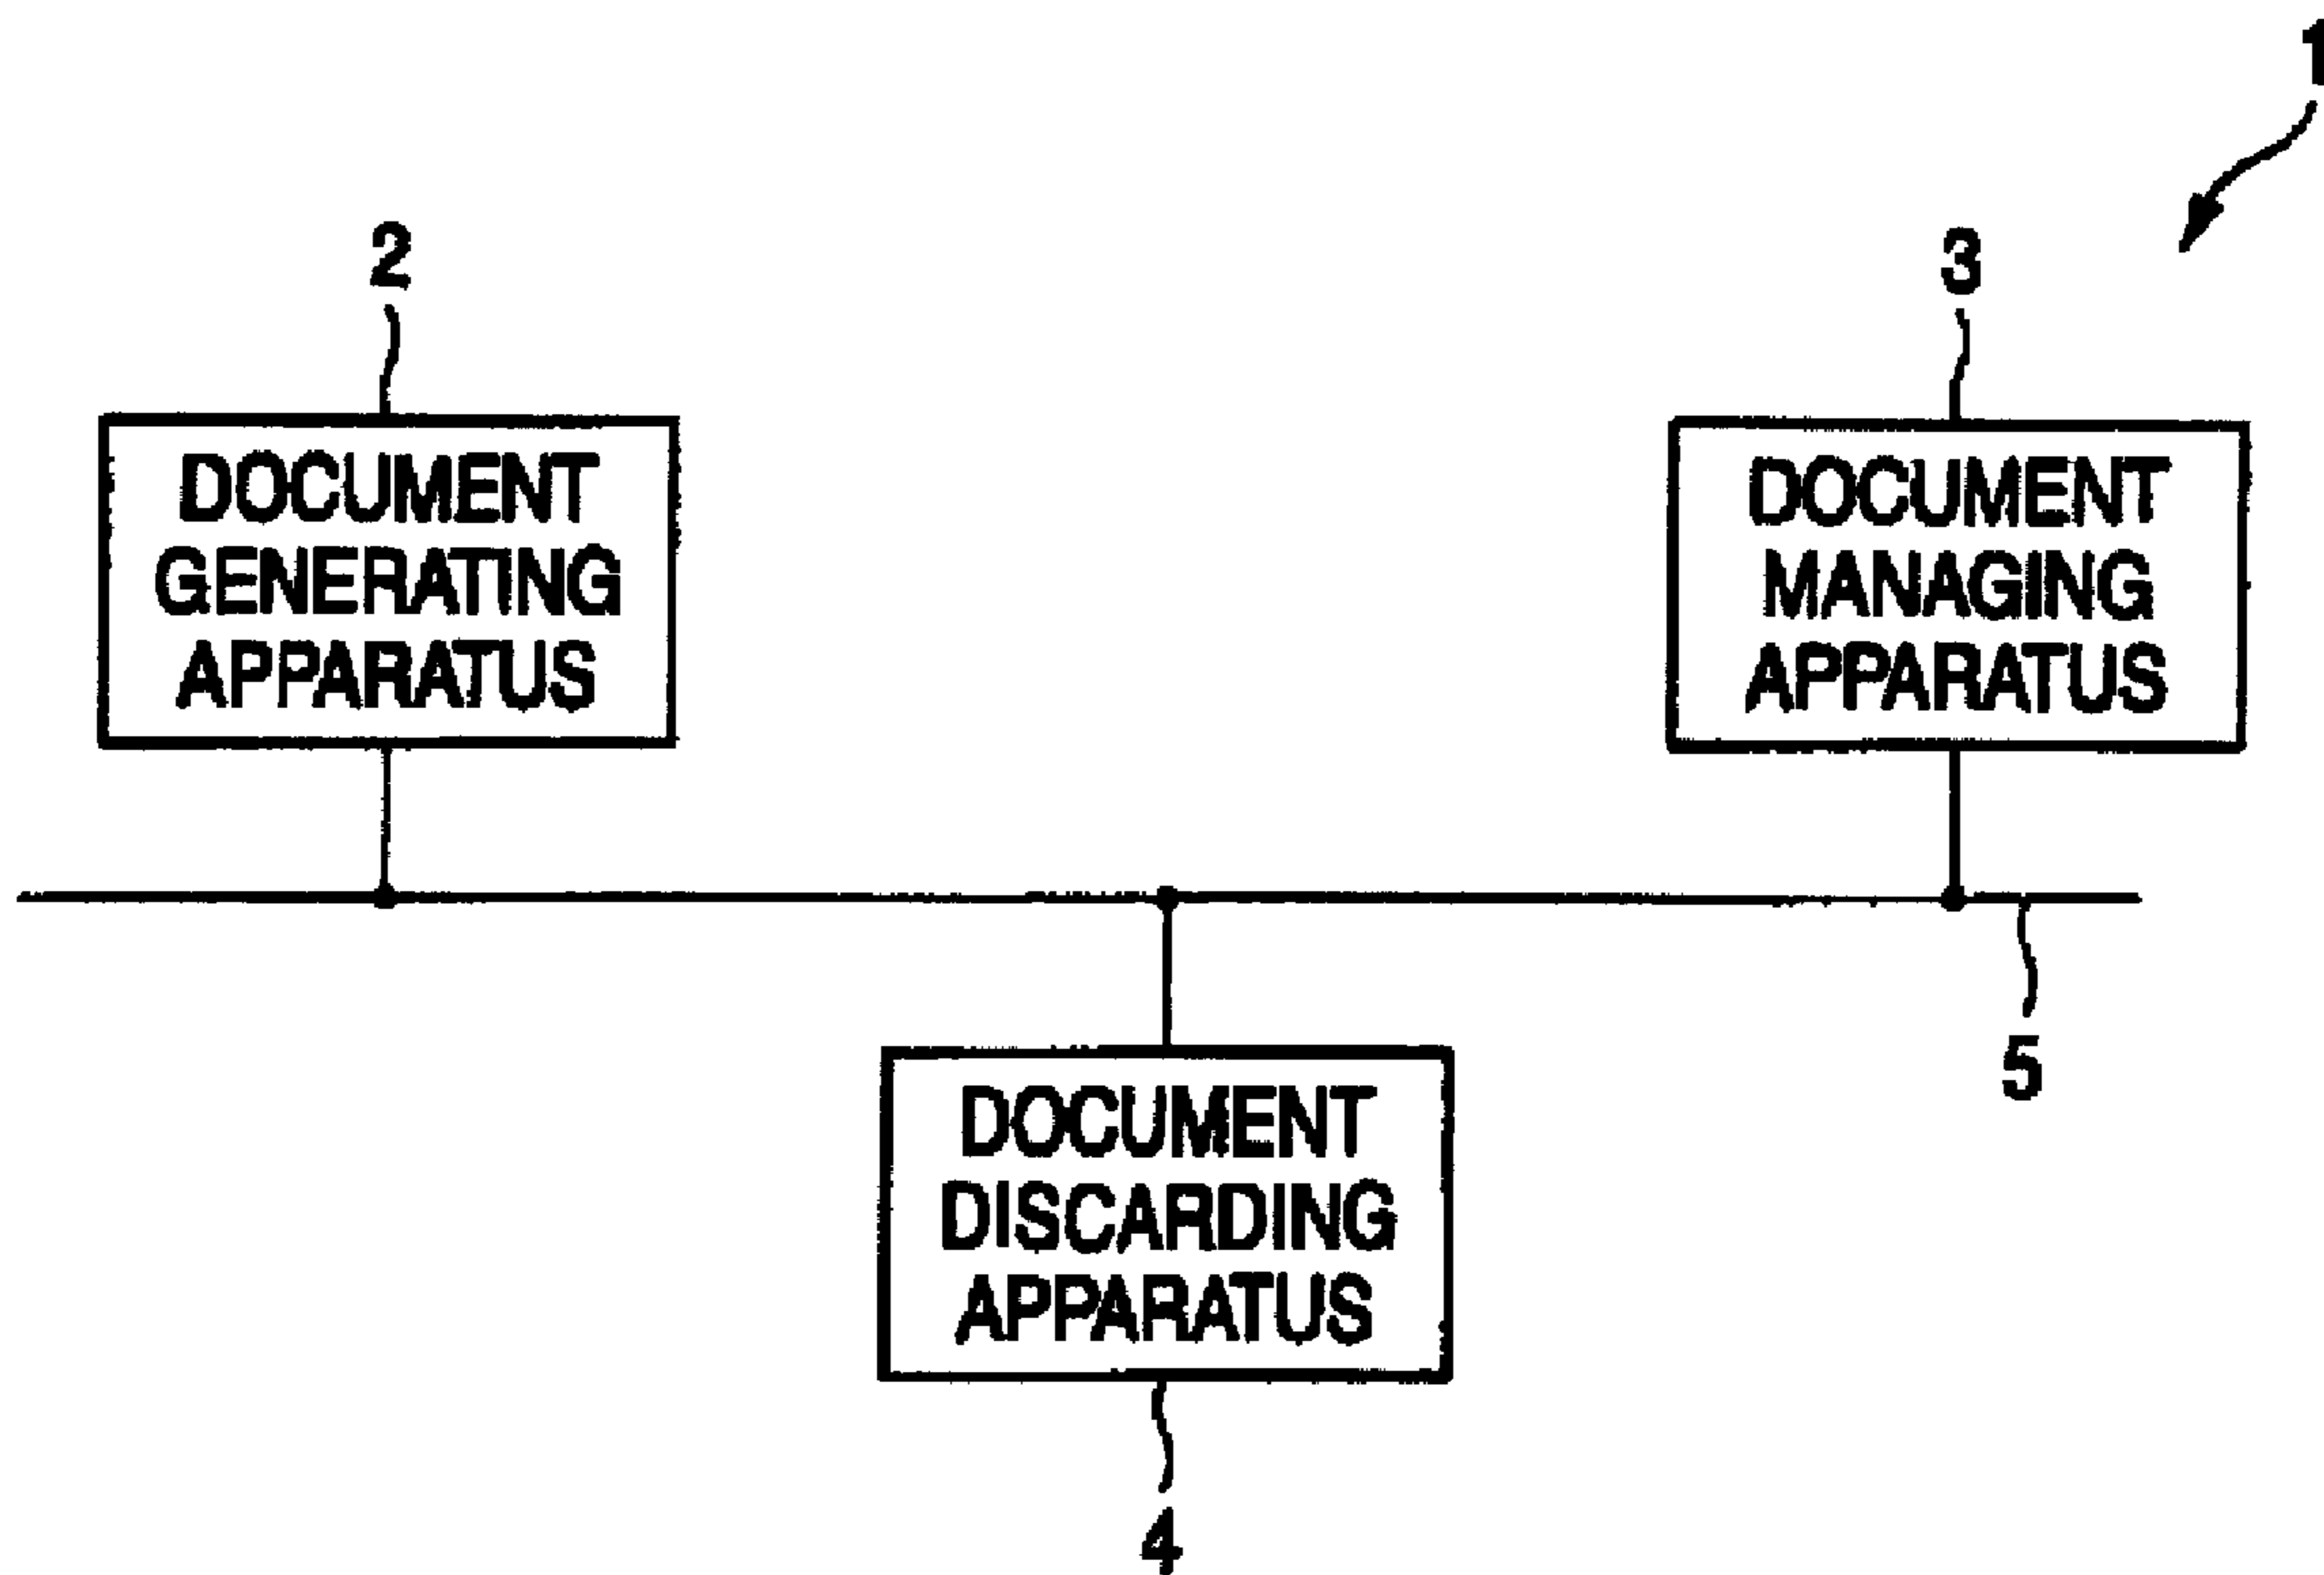 1
2
3
DOCUMENT
GENERATING
APPARATUS
DOCUMENT
MANAGING
APPARATUS
5
DOCUMENT
DISCARDING
APPARATUS
4